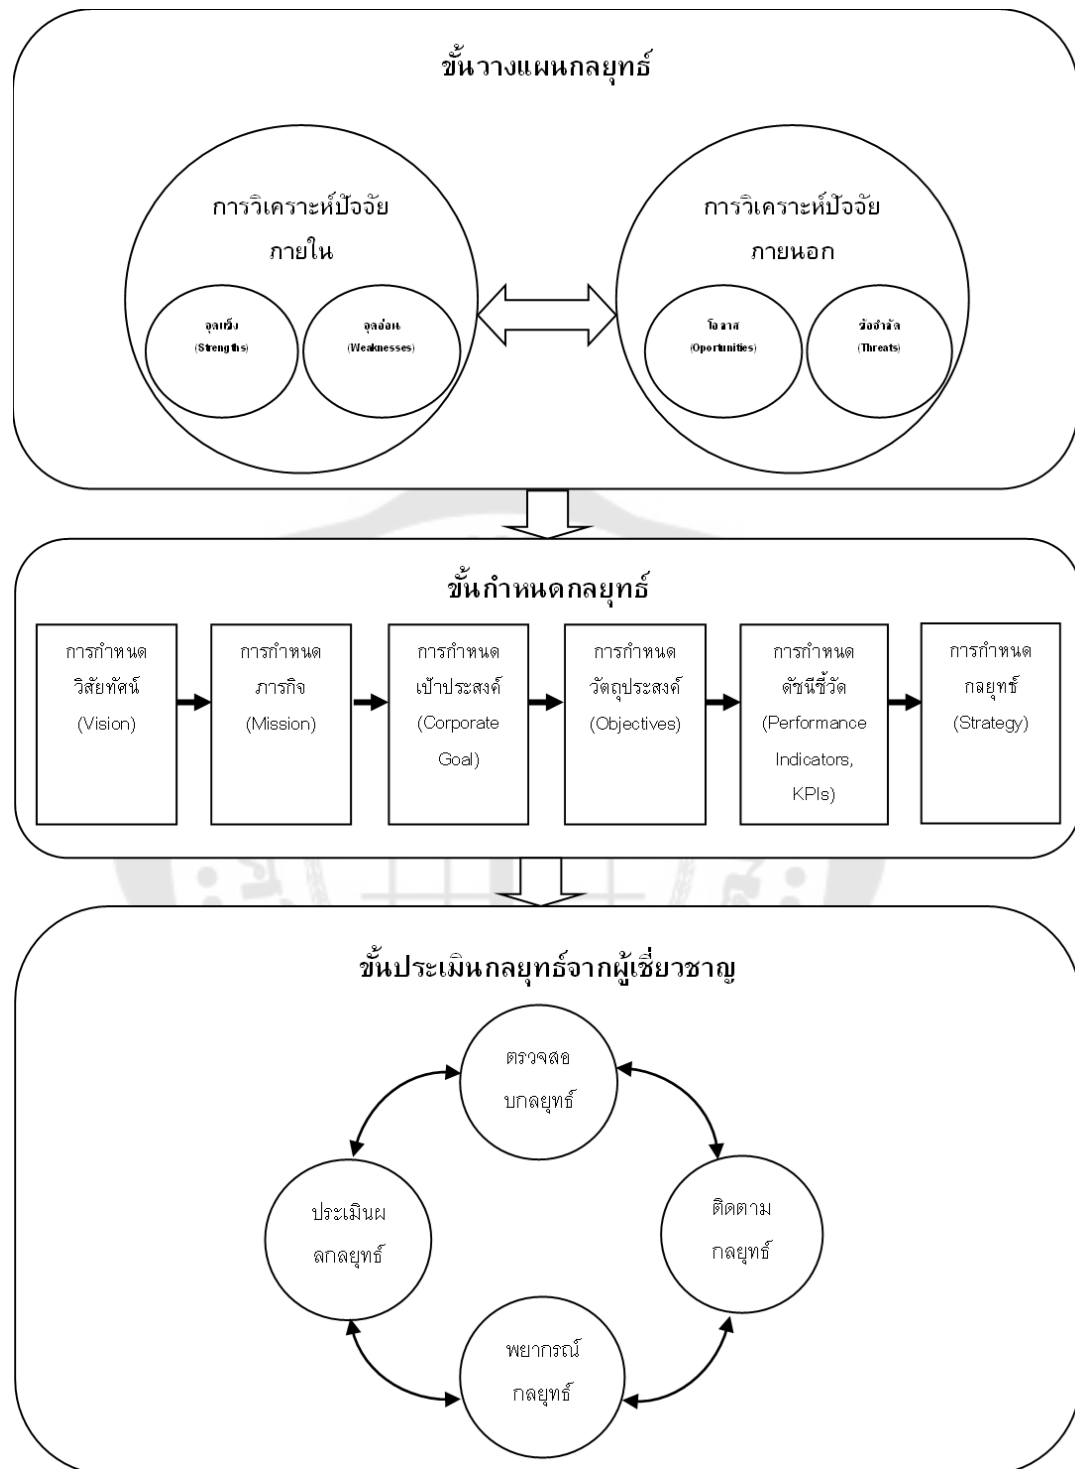 ขั้นวางแผนกลยุทธ์
การวิเคราะห์ปัจจัย
ภายใน
จุดแข็ง
(Strengths)
จุดอ่อน
(Weaknesses)
การวิเคราะห์ปัจจัย
ภายนอก
โอกาส
(Oportunities)
ข้อจำกัด
(Threats)
ขั้นกำหนดกลยุทธ์
การกำหนด
วิสัยทัศน์
(Vision)
การกำหนด
ภารกิจ
(Mission)
การกำหนด
เป้าประสงค์
(Corporate
Goal)
การกำหนด
วัตถุประสงค์
(Objectives)
การกำหนด
ดัชนีชี้วัด
(Performance
Indicators,
KPIs)
การกำหนด
กลยุทธ์
(Strategy)
ขั้นประเมินกลยุทธ์จากผู้เชี่ยวชาญ
ตรวจสอ
บกลยุทธ์
ประเมินผ
ลกลยุทธ์
ติดตาม
กลยุทธ์
พยากรณ์
กลยุทธ์